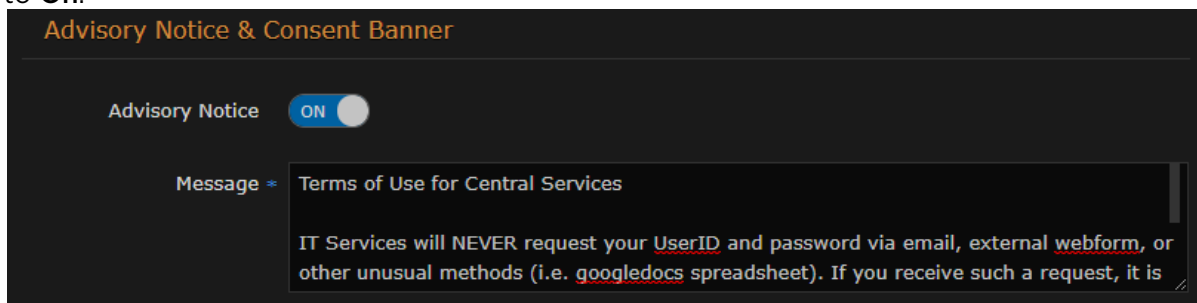 to On.
Advisory Notice & Consent Banner
Advisory Notice ON
Message * Terms of Use for Central Services
IT Services will NEVER request your UserID and password via email, external webform, or
other unusual methods (i.e. googledocs spreadsheet). If you receive such a request, it is